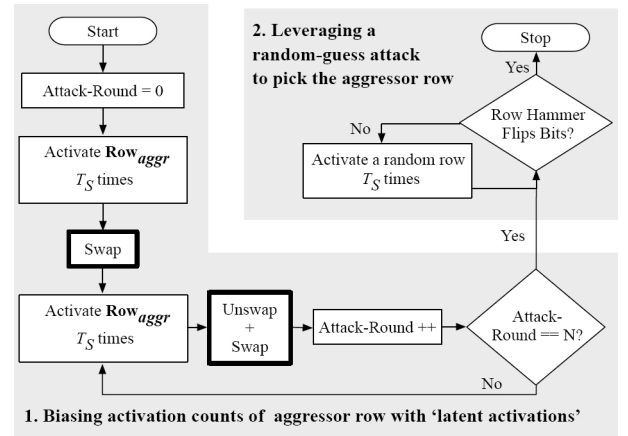 Start
Attack-Round = 0
Activate Rowaggr
TS times
Swap
Activate Rowaggr
TS times
Unswap
+
Swap
Attack-Round ++
Attack-
Round == N?
No
Yes
1. Biasing activation counts of aggressor row with ‘latent activations’
2. Leveraging a
random-guess attack
to pick the aggressor row
Stop
Yes
Row Hammer
Flips Bits?
No
Activate a random row
TS times